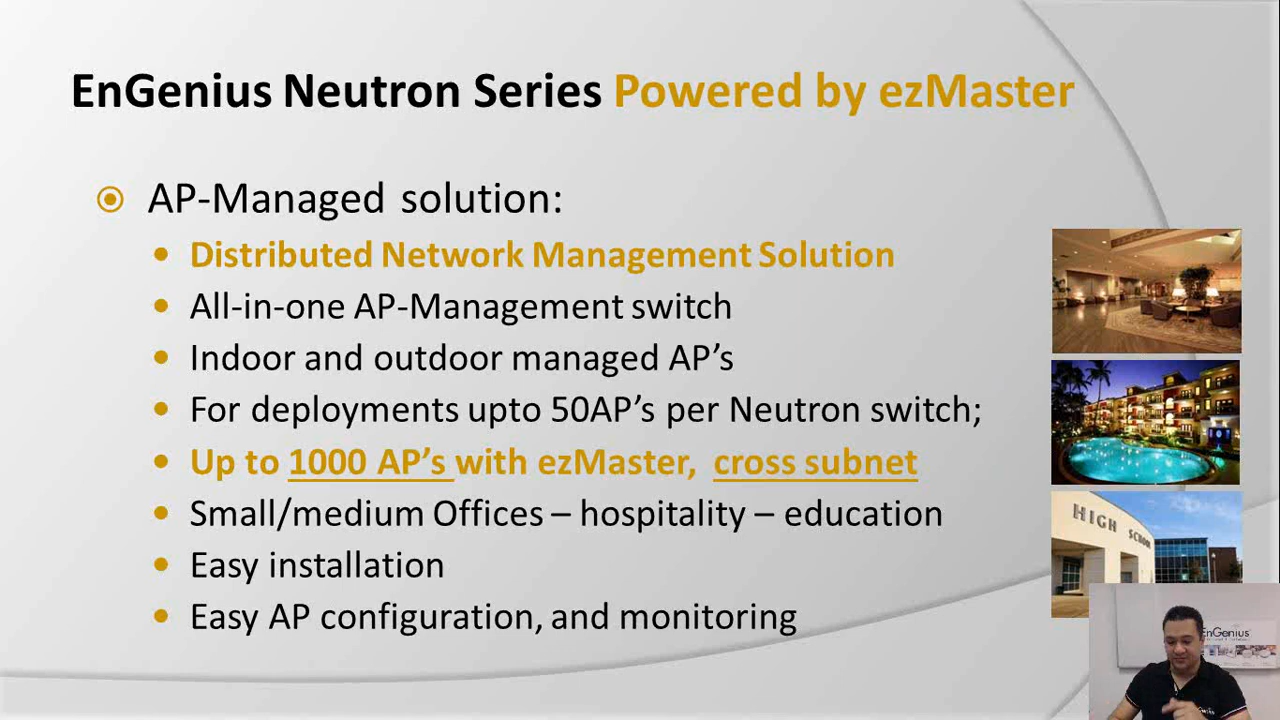 EnGenius Neutron Series Powered by ezMaster
AP-Managed solution:
Distributed Network Management Solution
All-in-one AP-Management switch
Indoor and outdoor managed AP’s
For deployments upto 50AP’s per Neutron switch;
Up to 1000 AP’s with ezMaster, cross subnet
Small/medium Offices – hospitality – education
Easy installation
Easy AP configuration, and monitoring
HIGH SCHOOL
EnGenius